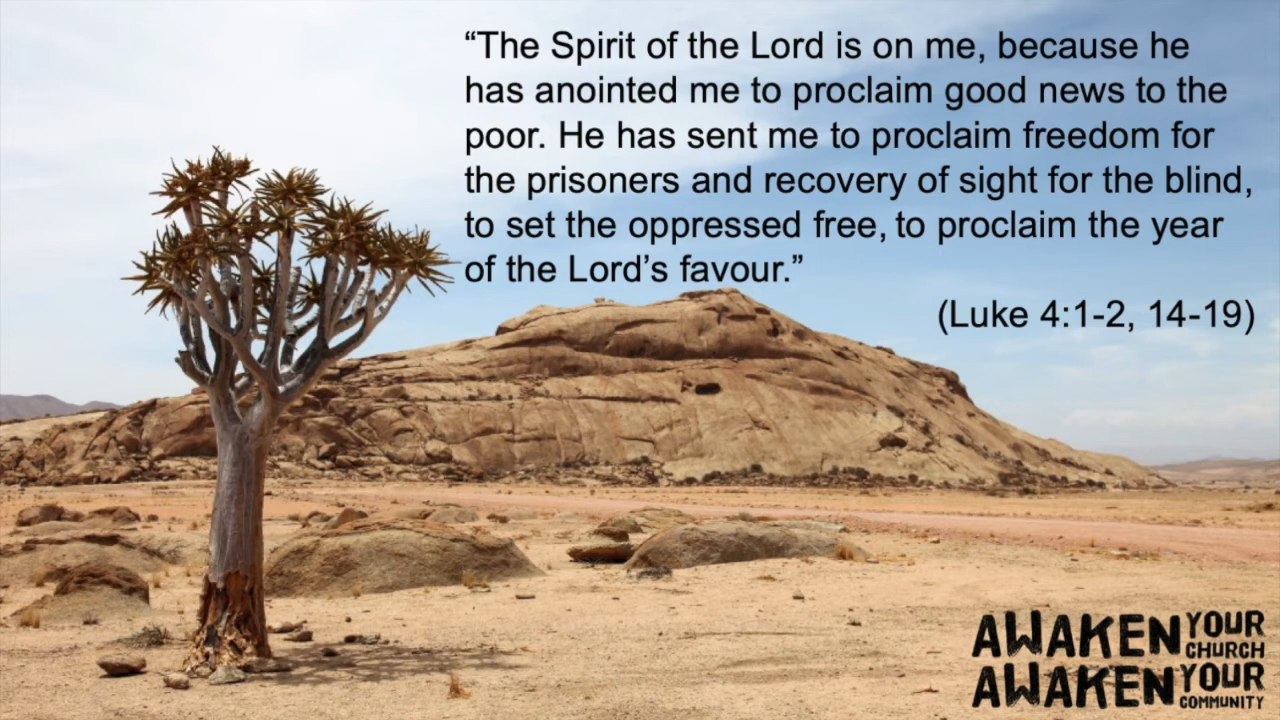 “The Spirit of the Lord is on me, because he
has anointed me to proclaim good news to the
poor. He has sent me to proclaim freedom for
the prisoners and recovery of sight for the blind,
to set the oppressed free, to proclaim the year
of the Lord’s favour.”
(Luke 4:1-2, 14-19)
AWAKEN YOUR CHURCH
AWAKEN YOUR COMMUNITY